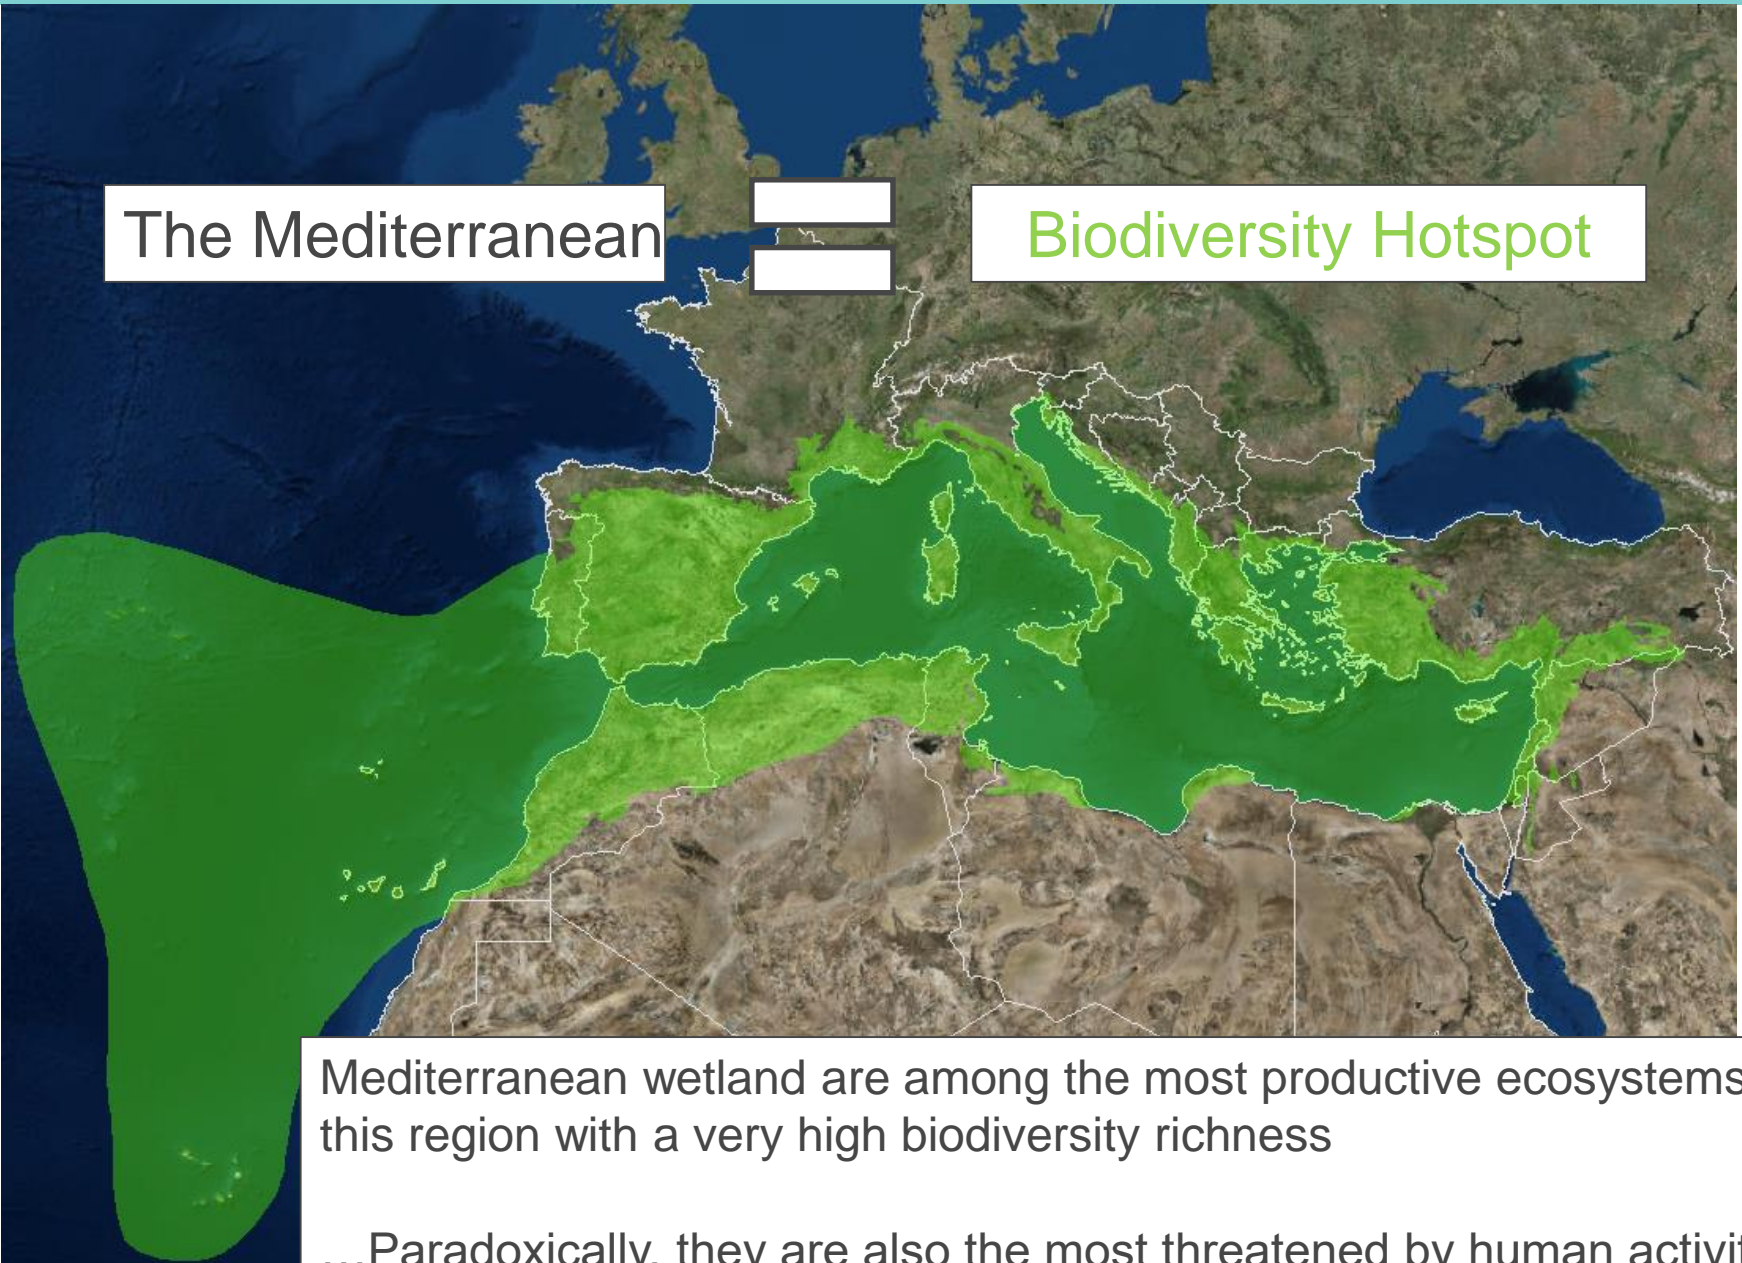 The Mediterranean
Biodiversity Hotspot
Mediterranean wetland are among the most productive ecosystems
this region with a very high biodiversity richness
...Paradoxically, they are also the most threatened by human